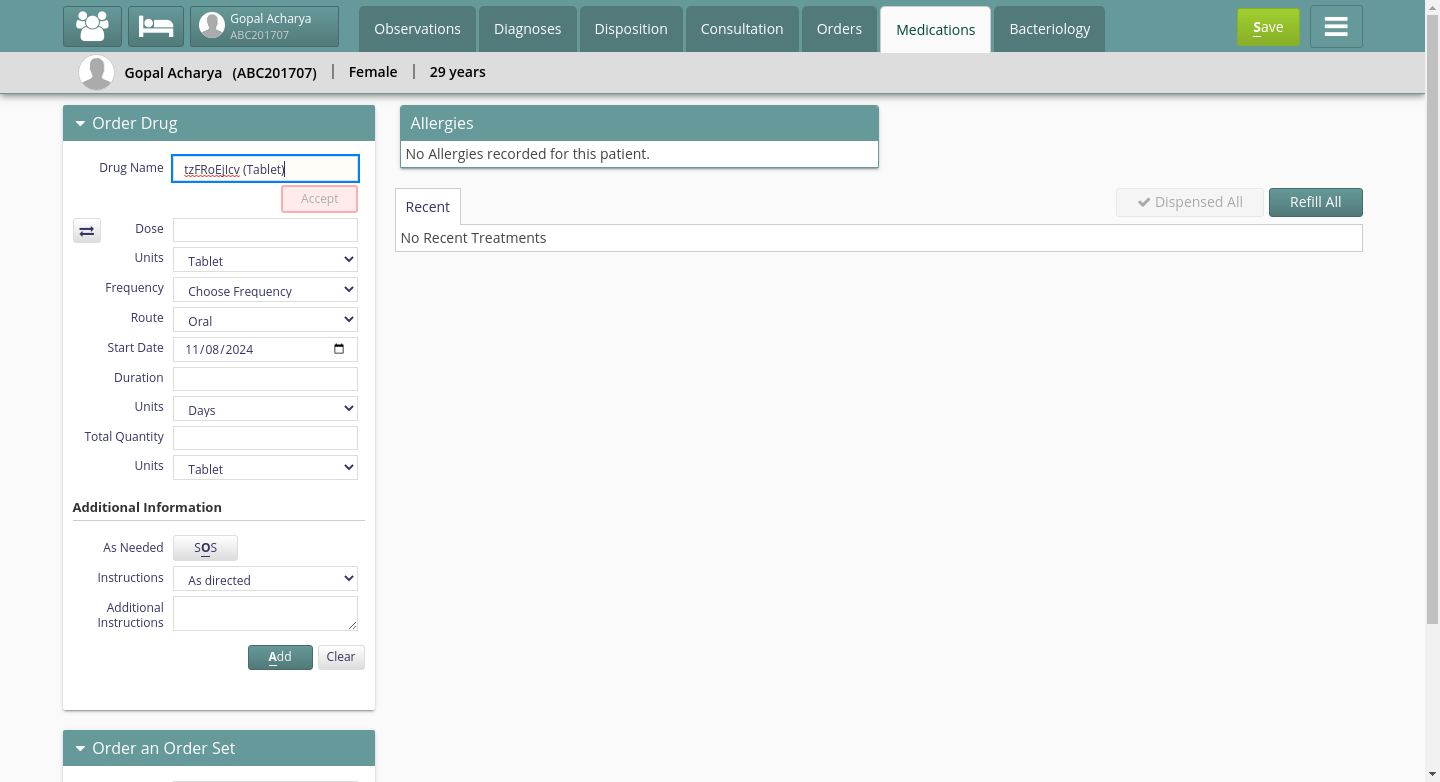 Gopal Acharya
ABC201707
Observations
Diagnoses
Disposition
Consultation
Orders
Medications
Bacteriology
Save
Gopal Acharya (ABC201707) | Female | 29 years
Order Drug
Drug Name
tzFRoEjIcv (Tablet)
Accept
Dose
Units
Tablet
Frequency
Choose Frequency
Route
Oral
Start Date
11/08/2024
Duration
Units
Days
Total Quantity
Units
Tablet
Additional Information
As Needed
SOS
Instructions
As directed
Additional
Instructions
Add
Clear
Order an Order Set
Allergies
No Allergies recorded for this patient.
Recent
Dispensed All
Refill All
No Recent Treatments